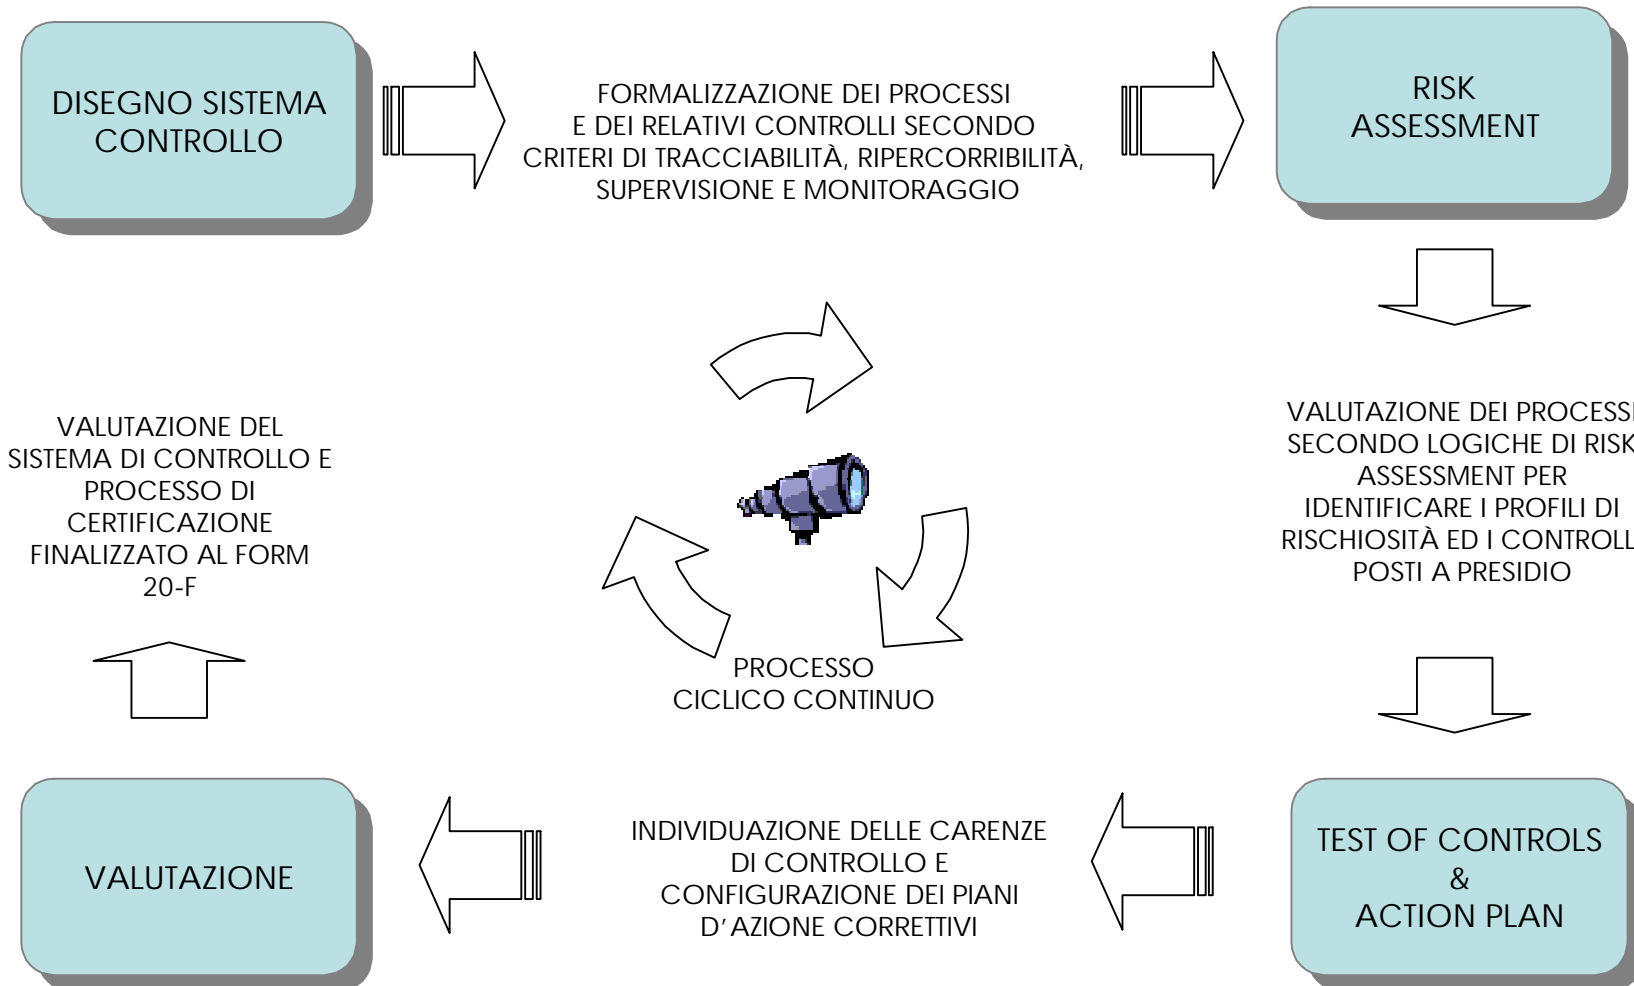 DISEGNO SISTEMA
CONTROLLO
FORMALIZZAZIONE DEI PROCESSI
E DEI RELATIVI CONTROLLI SECONDO
CRITERI DI TRACCIABILITÀ, RIPERCORRIBILITÀ,
SUPERVISIONE E MONITORAGGIO
RISK
ASSESSMENT
VALUTAZIONE DEI PROCESSI
SECONDO LOGICHE DI RISK
ASSESSMENT PER
IDENTIFICARE I PROFILI DI
RISCHIOSITÀ ED I CONTROLL
POSTI A PRESIDIO
TEST OF CONTROLS
&
ACTION PLAN
INDIVIDUAZIONE DELLE CARENZE
DI CONTROLLO E
CONFIGURAZIONE DEI PIANI
D'AZIONE CORRETTIVI
VALUTAZIONE
VALUTAZIONE DEL
SISTEMA DI CONTROLLO E
PROCESSO DI
CERTIFICAZIONE
FINALIZZATO AL FORM
20-F
PROCESSO
CICLICO CONTINUO